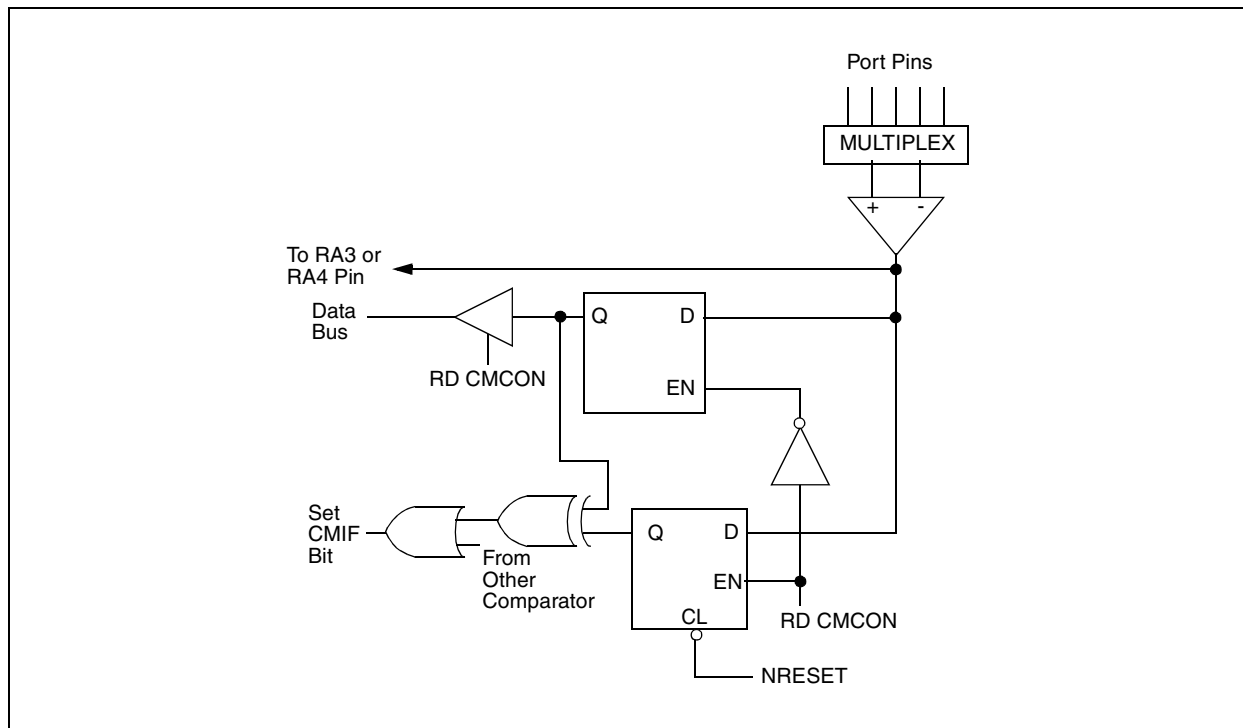 Port Pins
MULTIPLEX
+ -
To RA3 or
RA4 Pin
Data
Bus
RD CMCON
Q D
EN
Set
CMIF
Bit
From
Other
Comparator
Q D
EN
CL
RD CMCON
NRESET